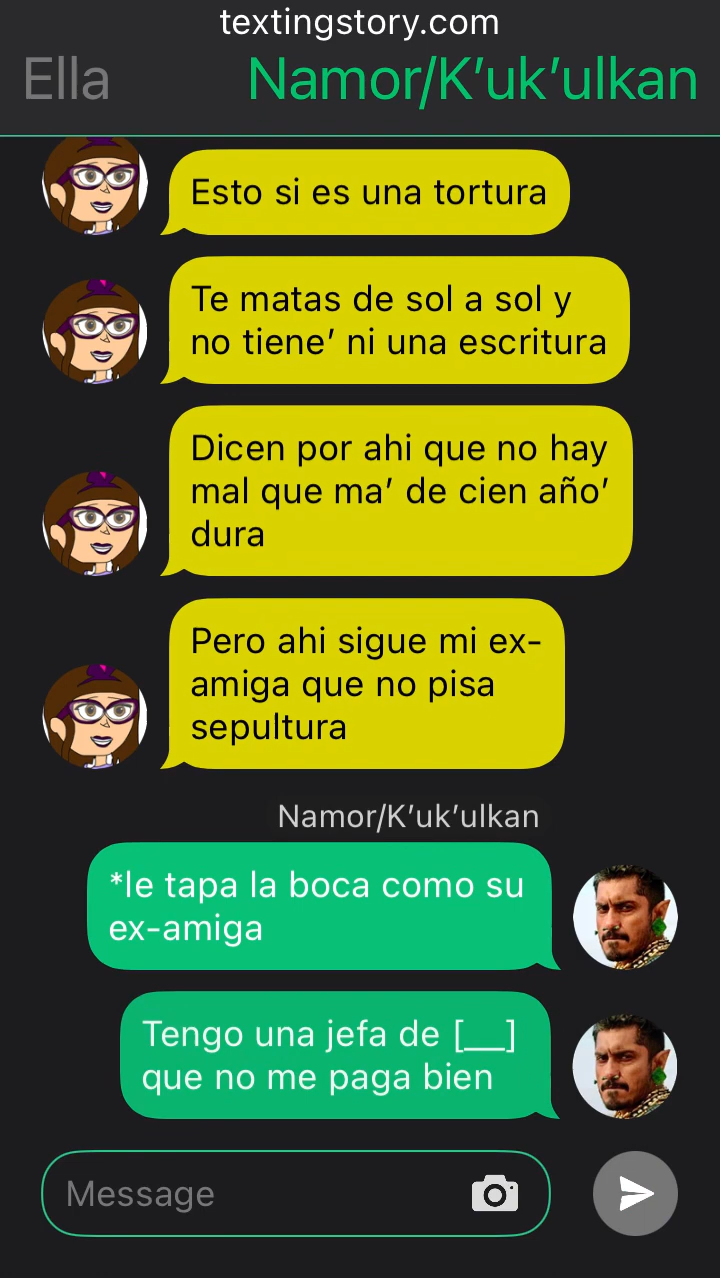 textingstory.com
Ella
Namor/K’uk’ulkan
Esto si es una tortura
Te matas de sol a sol y
no tiene’ ni una escritura
Dicen por ahi que no hay
mal que ma’ de cien año’
dura
Pero ahi sigue mi ex-
amiga que no pisa
sepultura
Namor/K’uk’ulkan
*le tapa la boca como su
ex-amiga
Tengo una jefa de [__]
que no me paga bien
Message